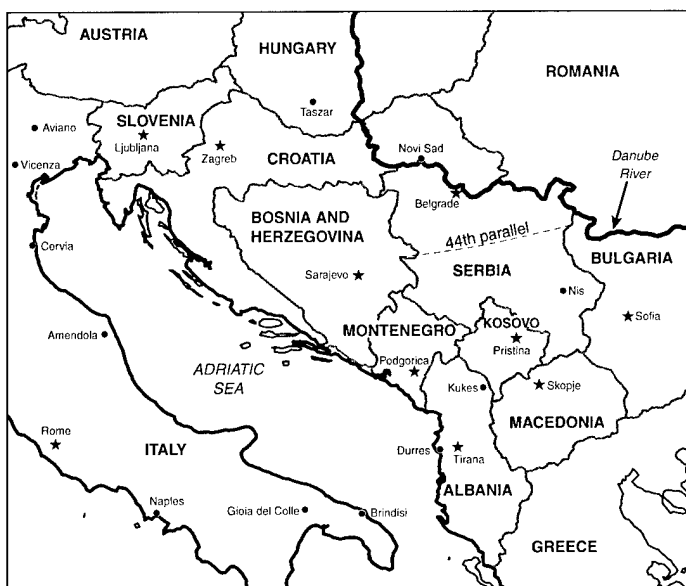 AUSTRIA
HUNGARY
ROMANIA
Taszar
SLOVENIA
Ljubljana
Aviano
Zagreb
CROATIA
Vicenza
Novi Sad
Danube
River
Belgrade
BOSNIA AND
HERZEGOVINA
44th parallel
Corvia
BULGARIA
SERBIA
Sarajevo
Nis
Sofia
MONTENEGRO
KOSOVO
Amendola
Pristina
ADRIATIC
SEA
Podgorica
Kukes
Skopje
MACEDONIA
Rome
ITALY
Durres
Tirana
ALBANIA
Naples
Gioia del Colle
Brindisi
GREECE